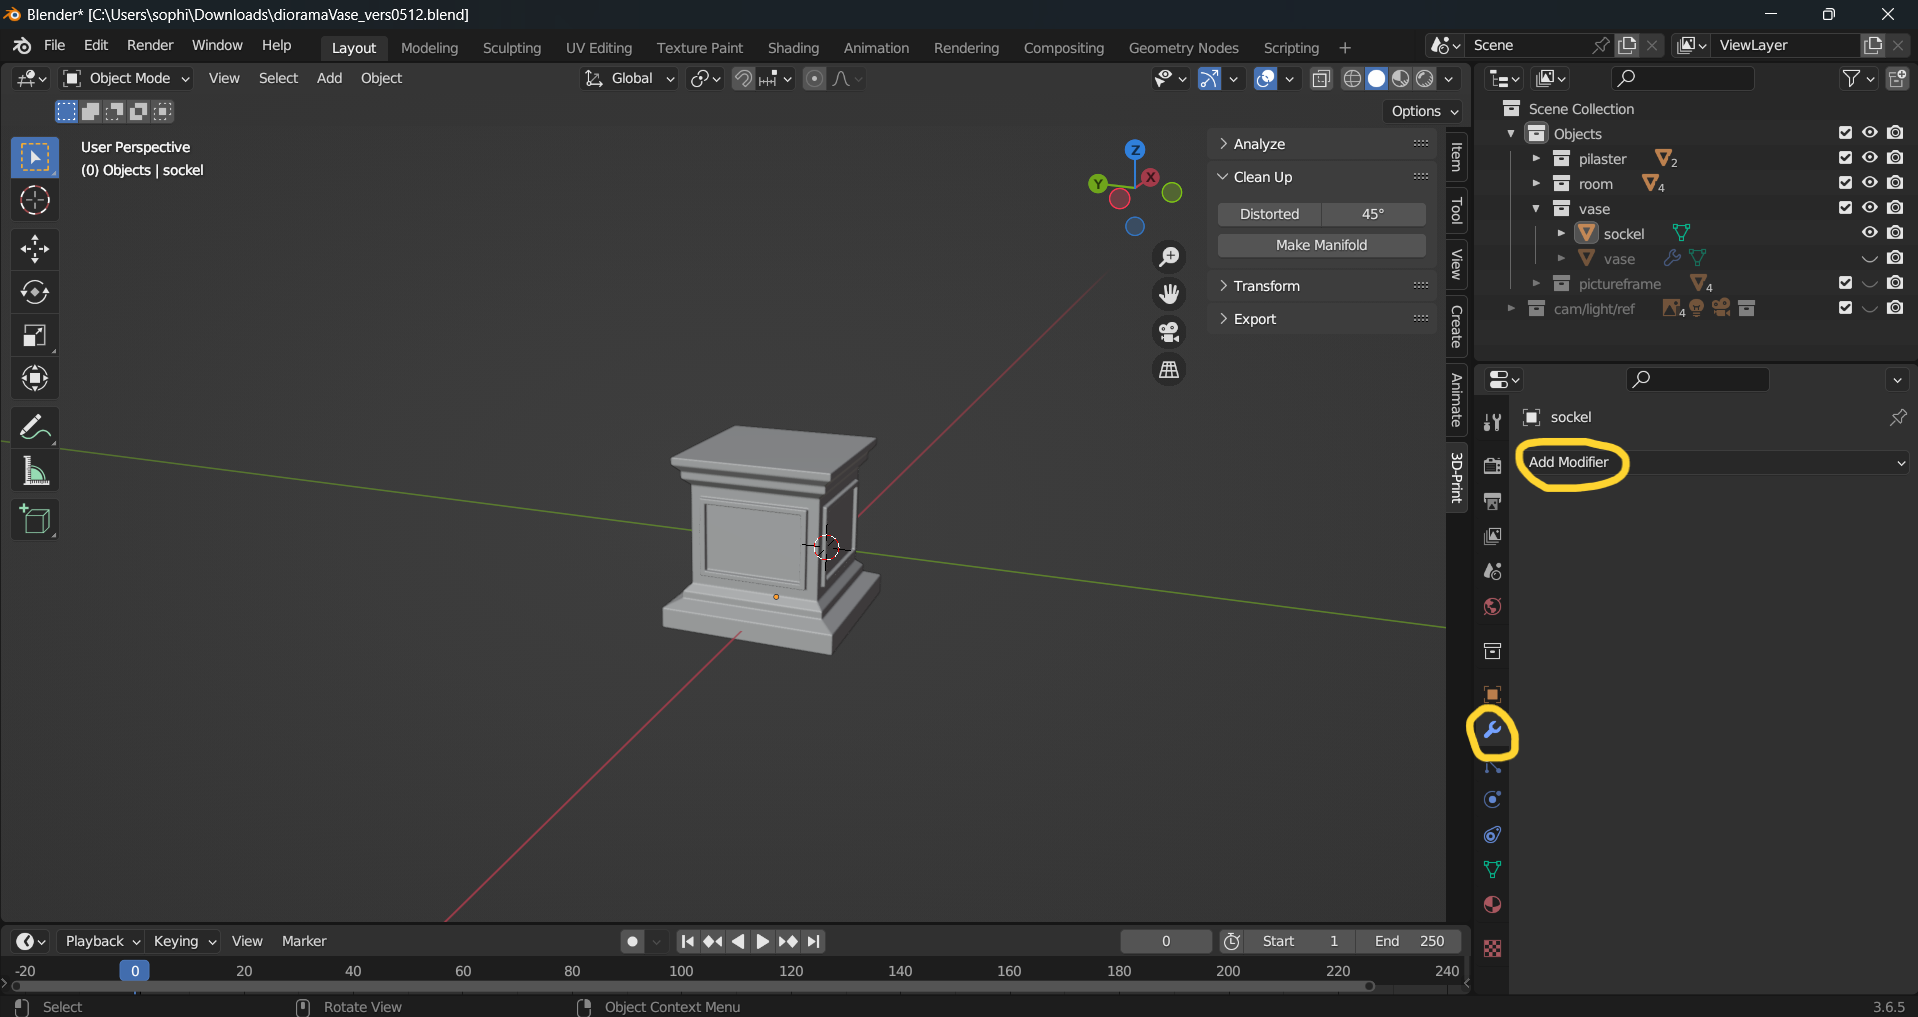 Blender* [C:\Users\sophi\Downloads\dioramaVase_vers0512.blend]
File Edit Render Window Help Layout Modeling Sculpting UV Editing Texture Paint Shading Animation Rendering Compositing Geometry Nodes Scripting + Scene ViewLayer
Object Mode View Select Add Object Global
Options
User Perspective
(0) Objects | sockel
Z
Y
X
Analyze
Clean Up
Distorted 45°
Make Manifold
Transform
Export
Item
Tool
View
Create
Animate
3D-Print
Scene Collection
Objects
pilaster 2
room 4
vase
sockel
vase
pictureframe 4
cam/light/ref 4
sockel
Add Modifier
Playback Keying View Marker 0 Start 1 End 250
-20 0 20 40 60 80 100 120 140 160 180 200 220 240
Select Rotate View Object Context Menu 3.6.5